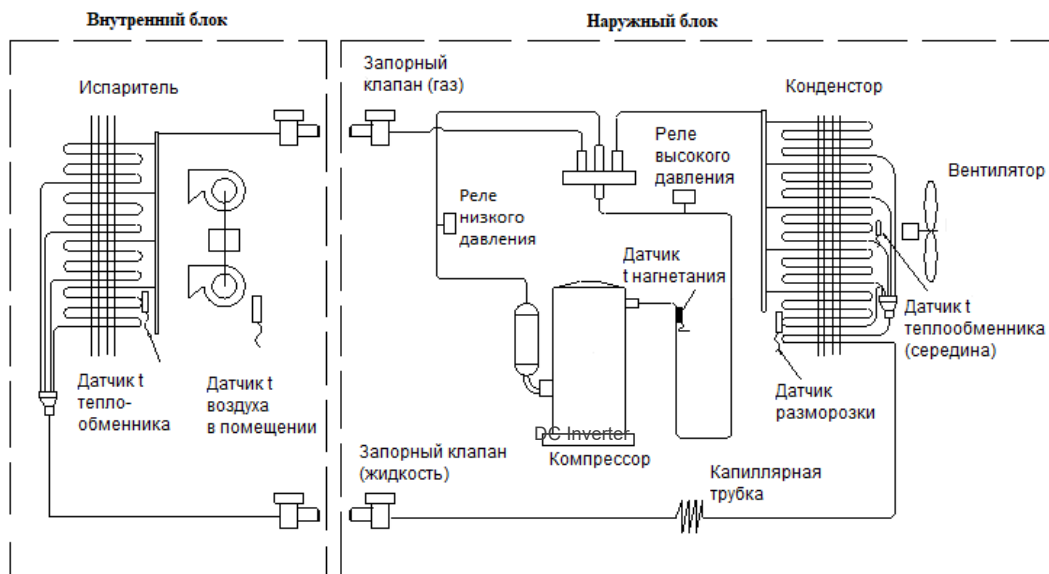 Внутренний блок
Наружный блок
Испаритель
Запорный
клапан (газ)
Конденстор
Реле
высокого
давления
Вентилятор
Реле
низкого
давления
Датчик
t нагнетания
Датчик t
теплообменника
(середина)
Датчик t
тепло-
обменника
Датчик t
воздуха
в помещении
Датчик
разморозки
DC Inverter
Компрессор
Запорный клапан
(жидкость)
Капиллярная
трубка